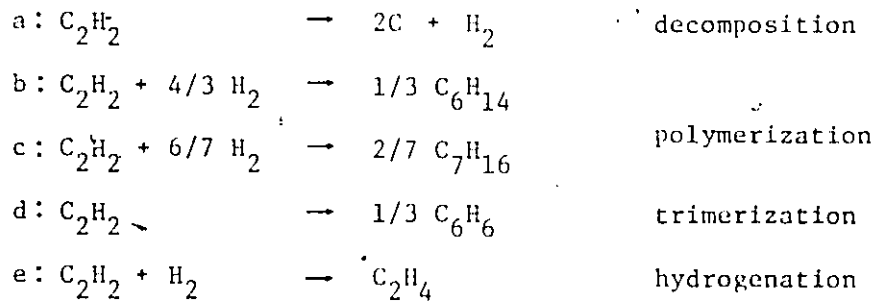 a: C₂H₂ → 2C + H₂ decomposition
b: C₂H₂ + 4/3 H₂ → 1/3 C₆H₁₄
polymerization
c: C₂H₂ + 6/7 H₂ → 2/7 C₇H₁₆
d: C₂H₂ → 1/3 C₆H₆ trimerization
e: C₂H₂ + H₂ → C₂H₄ hydrogenation